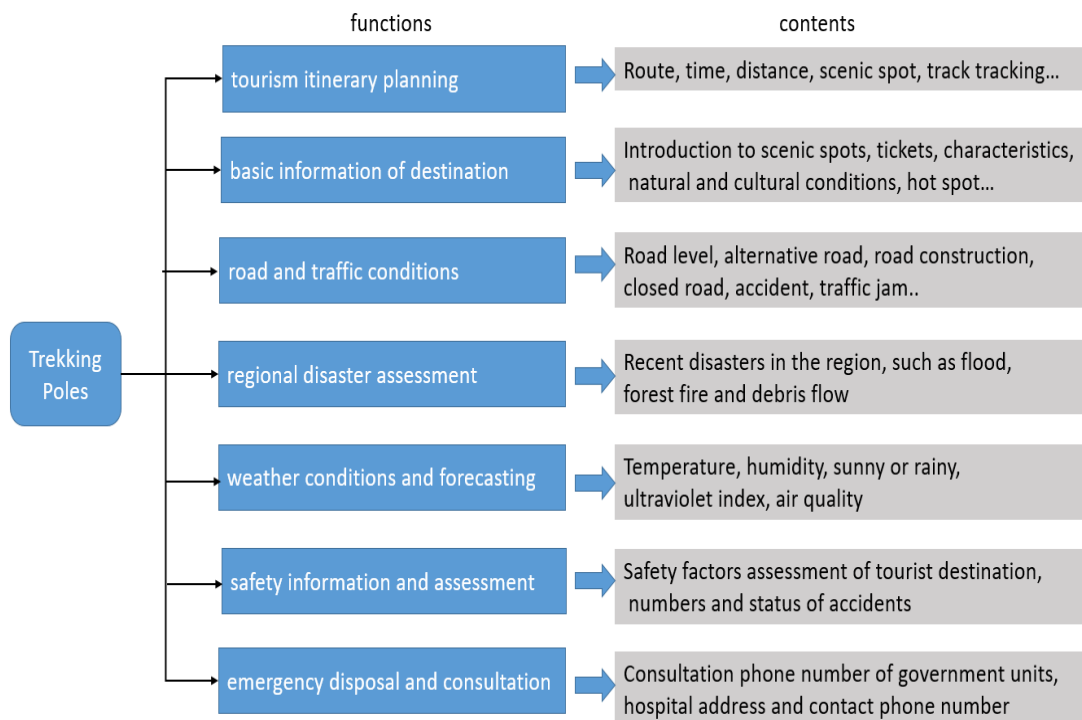 functions
contents
tourism itinerary planning
Route, time, distance, scenic spot, track tracking...
basic information of destination
Introduction to scenic spots, tickets, characteristics,
natural and cultural conditions, hot spot...
road and traffic conditions
Road level, alternative road, road construction,
closed road, accident, traffic jam..
Trekking
Poles
regional disaster assessment
Recent disasters in the region, such as flood,
forest fire and debris flow
weather conditions and forecasting
Temperature, humidity, sunny or rainy,
ultraviolet index, air quality
safety information and assessment
Safety factors assessment of tourist destination,
numbers and status of accidents
emergency disposal and consultation
Consultation phone number of government units,
hospital address and contact phone number